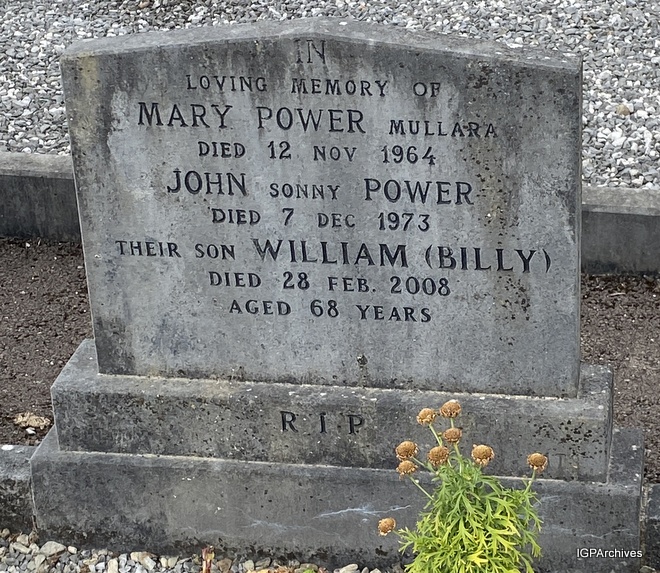 IN
LOVING MEMORY OF
MARY POWER MULLARA
DIED 12 NOV 1964
JOHN SONNY POWER
DIED 7 DEC 1973
THEIR SON WILLIAM (BILLY)
DIED 28 FEB. 2008
AGED 68 YEARS
R I P
IGPArchives